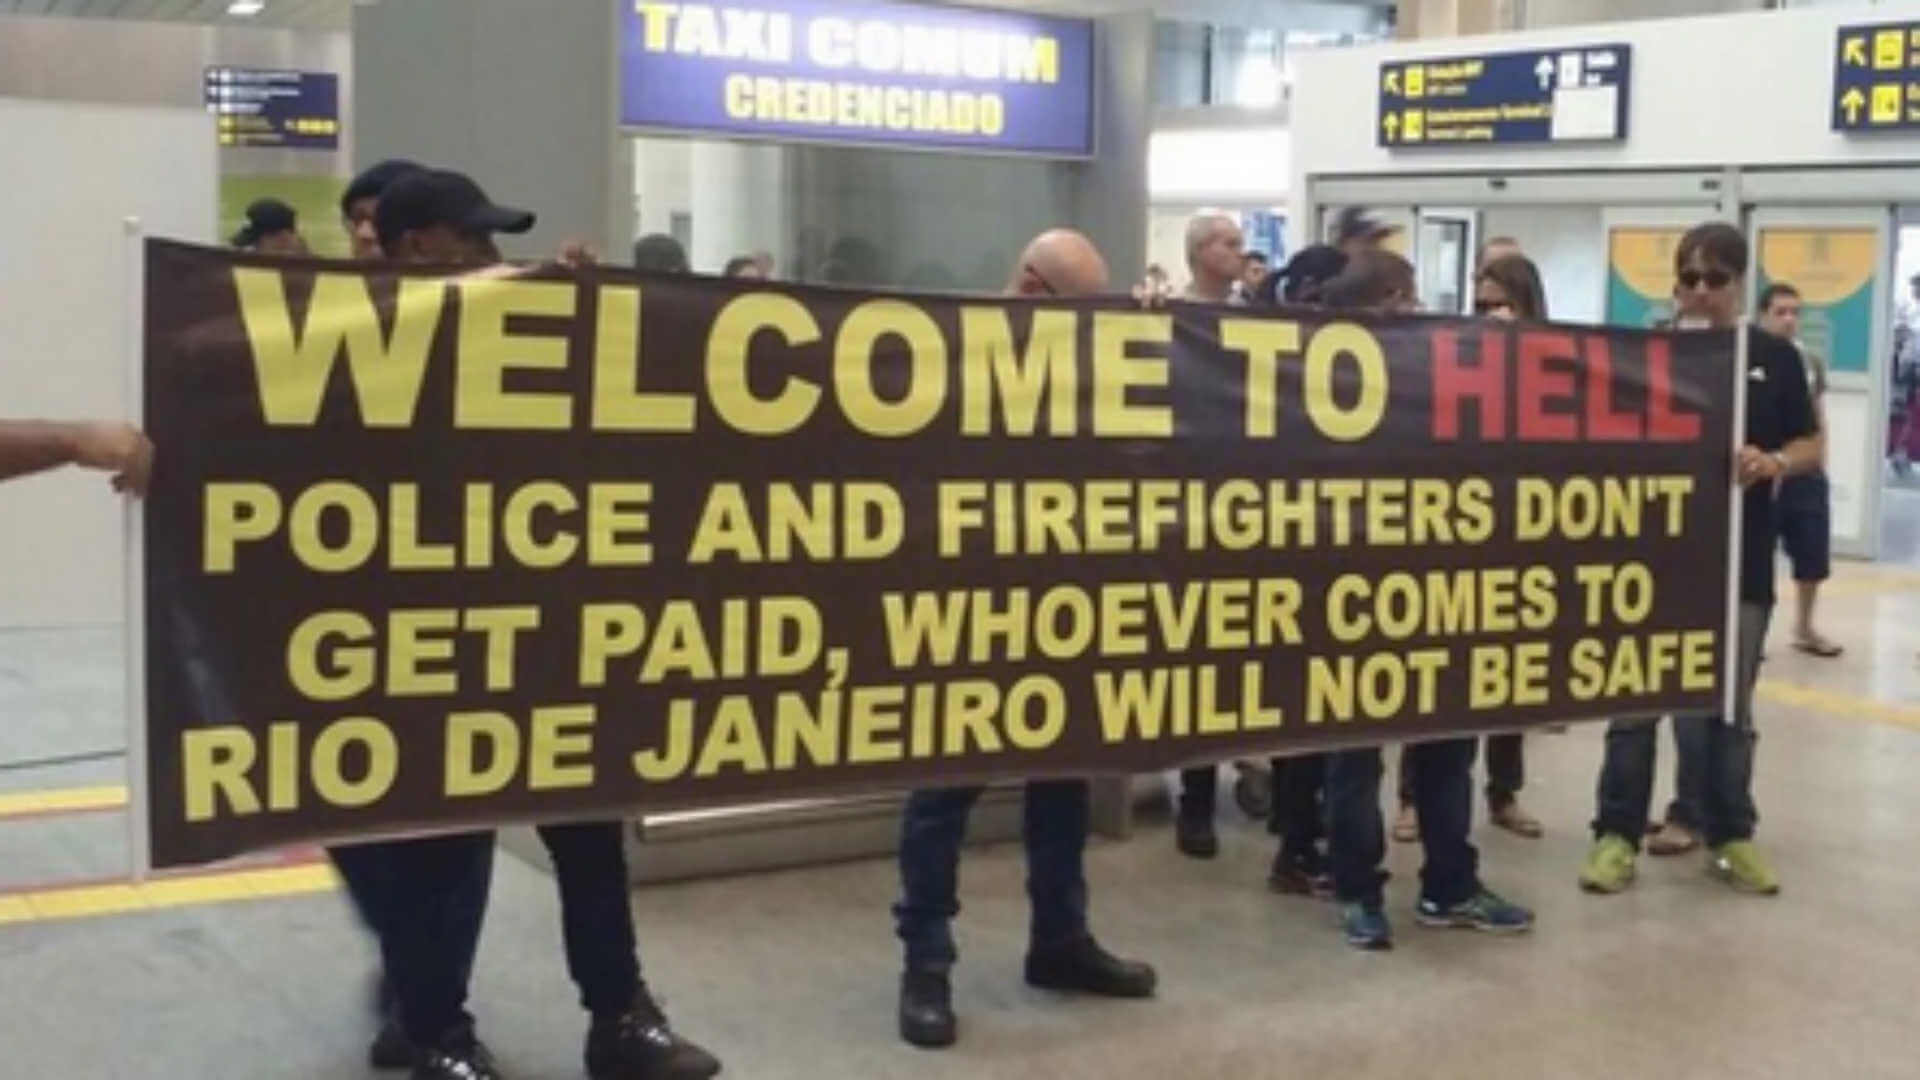 TAXI COMUM
CREDENCIADO
WELCOME TO HELL
POLICE AND FIREFIGHTERS DON'T
GET PAID, WHOEVER COMES TO
RIO DE JANEIRO WILL NOT BE SAFE